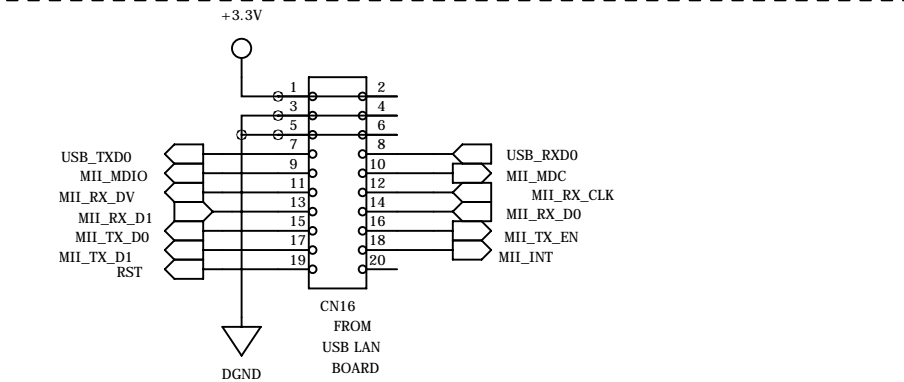 +3.3V
1 2
3 4
5 6
7 8
USB_TXD0 USB_RXD0
9 10
MII_MDIO MII_MDC
11 12
MII_RX_DV MII_RX_CLK
13 14
MII_RX_D1 MII_RX_D0
15 16
MII_TX_D0 MII_TX_EN
17 18
MII_TX_D1 MII_INT
19 20
RST
CN16
FROM
USB LAN
BOARD
DGND